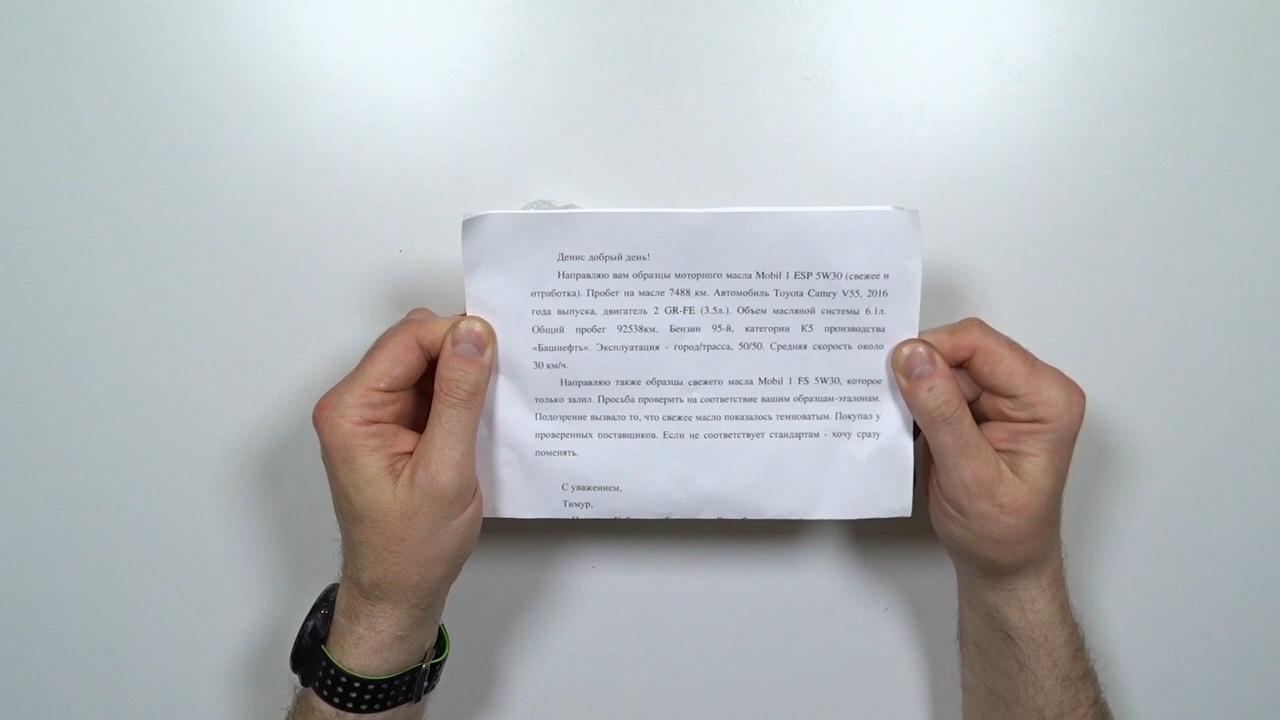 Денис добрый день!
Направляю вам образцы моторного масла Mobil 1 ESP 5W30 (свежее и
отработка). Пробег на масле 7488 км. Автомобиль Toyota Camry V55, 2016
года выпуска, двигатель 2 GR-FE (3.5л.). Объем масляной системы 6.1л.
Общий пробег 92538км. Бензин 95-й, категории К5 производства
«Башнефть». Эксплуатация - город/трасса, 50/50. Средняя скорость около
30 км/ч.
Направляю также образцы свежего масла Mobil 1 FS 5W30, которое
только залил. Просьба проверить на соответствие вашим образцам-эталонам.
Подозрение вызвало то, что свежее масло показалось темноватым. Покупал у
проверенных поставщиков. Если не соответствует стандартам - хочу сразу
поменять.
С уважением,
Тимур,